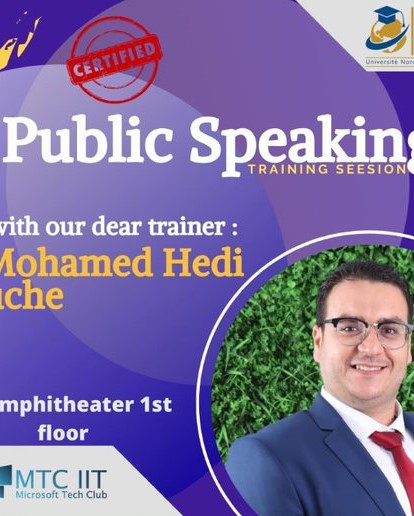 CERTIFIED
Public Speaking
TRAINING SEESION
with our dear trainer :
Mohamed Hedi
uche
mphitheater 1st
floor
MTC IIT
Microsoft Tech Club
Université Nor